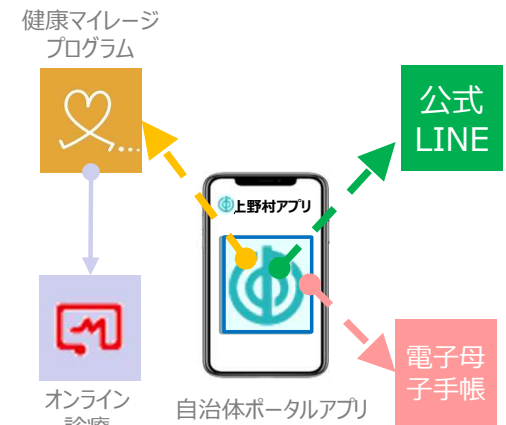 健康マイレージ
プログラム
公式
LINE
上野村アプリ
電子母
子手帳
オンライン
診療
自治体ポータルアプリ